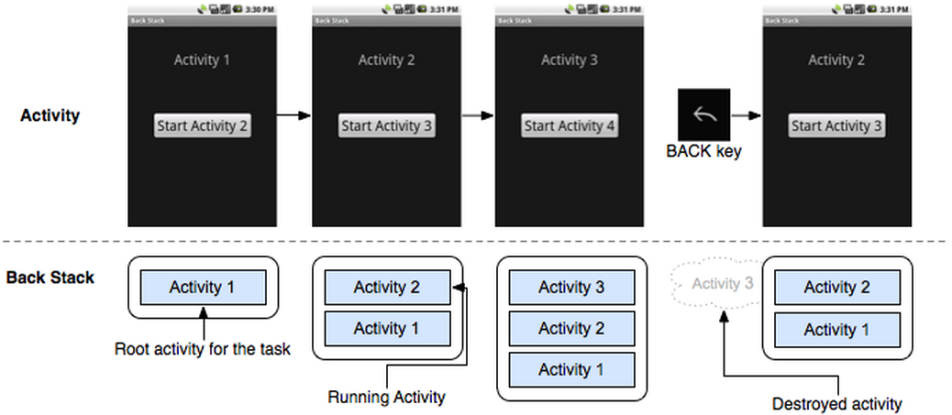 3:30 PM
Back Stack
Activity 1
Start Activity 2
3:31 PM
Back Stack
Activity 2
Start Activity 3
3:31 PM
Back Stack
Activity 3
Start Activity 4
BACK key
3:31 PM
Back Stack
Activity 2
Start Activity 3
Activity
Back Stack
Activity 1
Root activity for the task
Activity 2
Activity 1
Running Activity
Activity 3
Activity 2
Activity 1
Activity 3
Activity 2
Activity 1
Destroyed activity